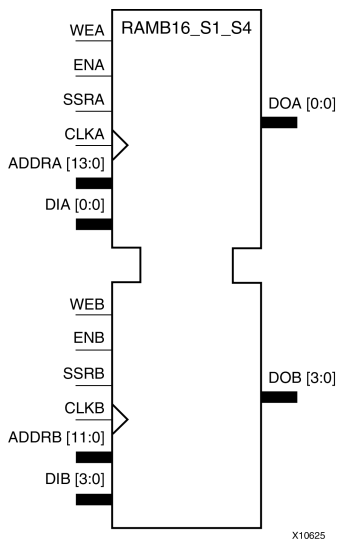 RAMB16_S1_S4
WEA
ENA
SSRA
CLKA
ADDRA [13:0]
DIA [0:0]
DOA [0:0]
WEB
ENB
SSRB
CLKB
ADDRB [11:0]
DIB [3:0]
DOB [3:0]
X10625